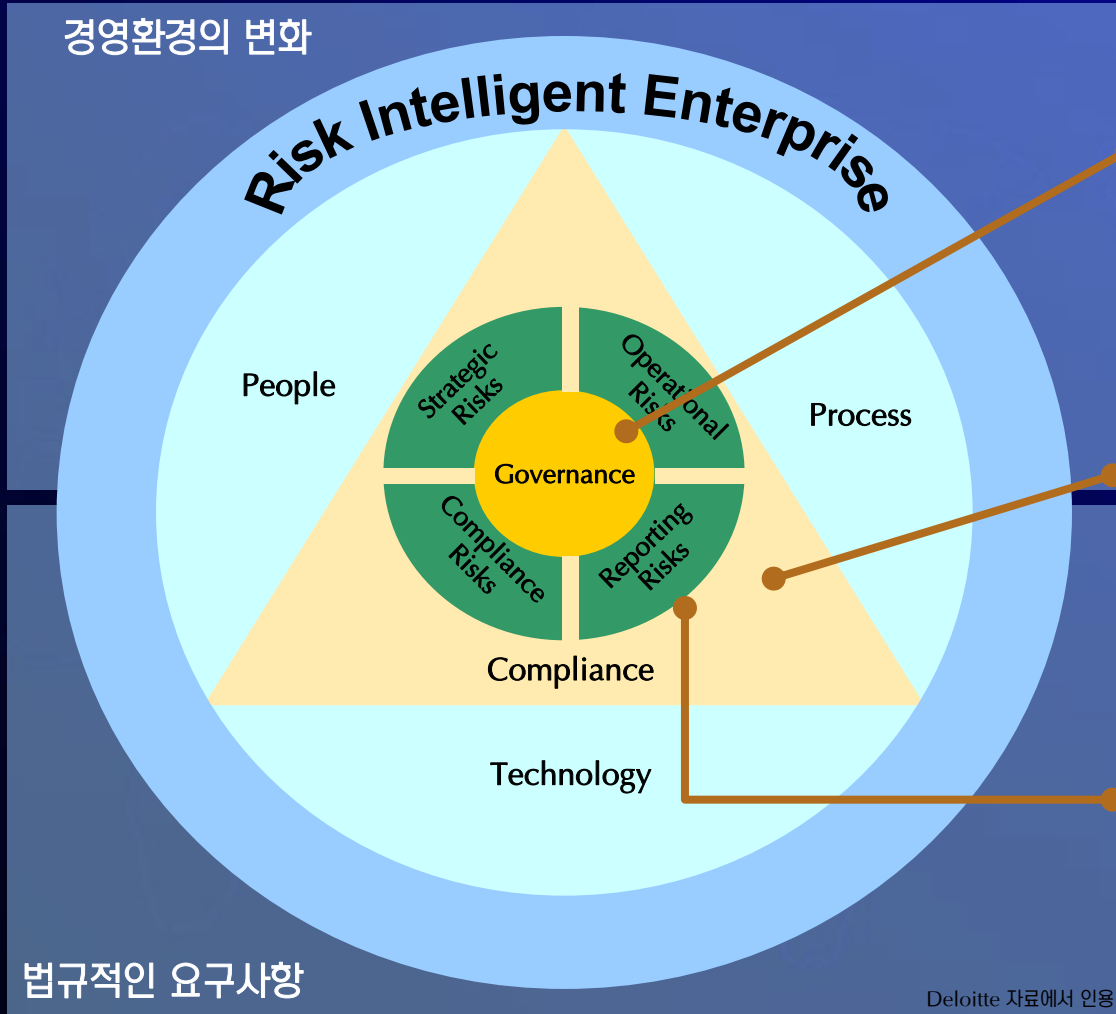 경영환경의 변화
Risk Intelligent Enterprise
Strategic
Risks
Operational
Risks
People
Process
Governance
Compliance
Risks
Reporting
Risks
Compliance
Technology
법규적인 요구사항
Deloitte 자료에서 인용